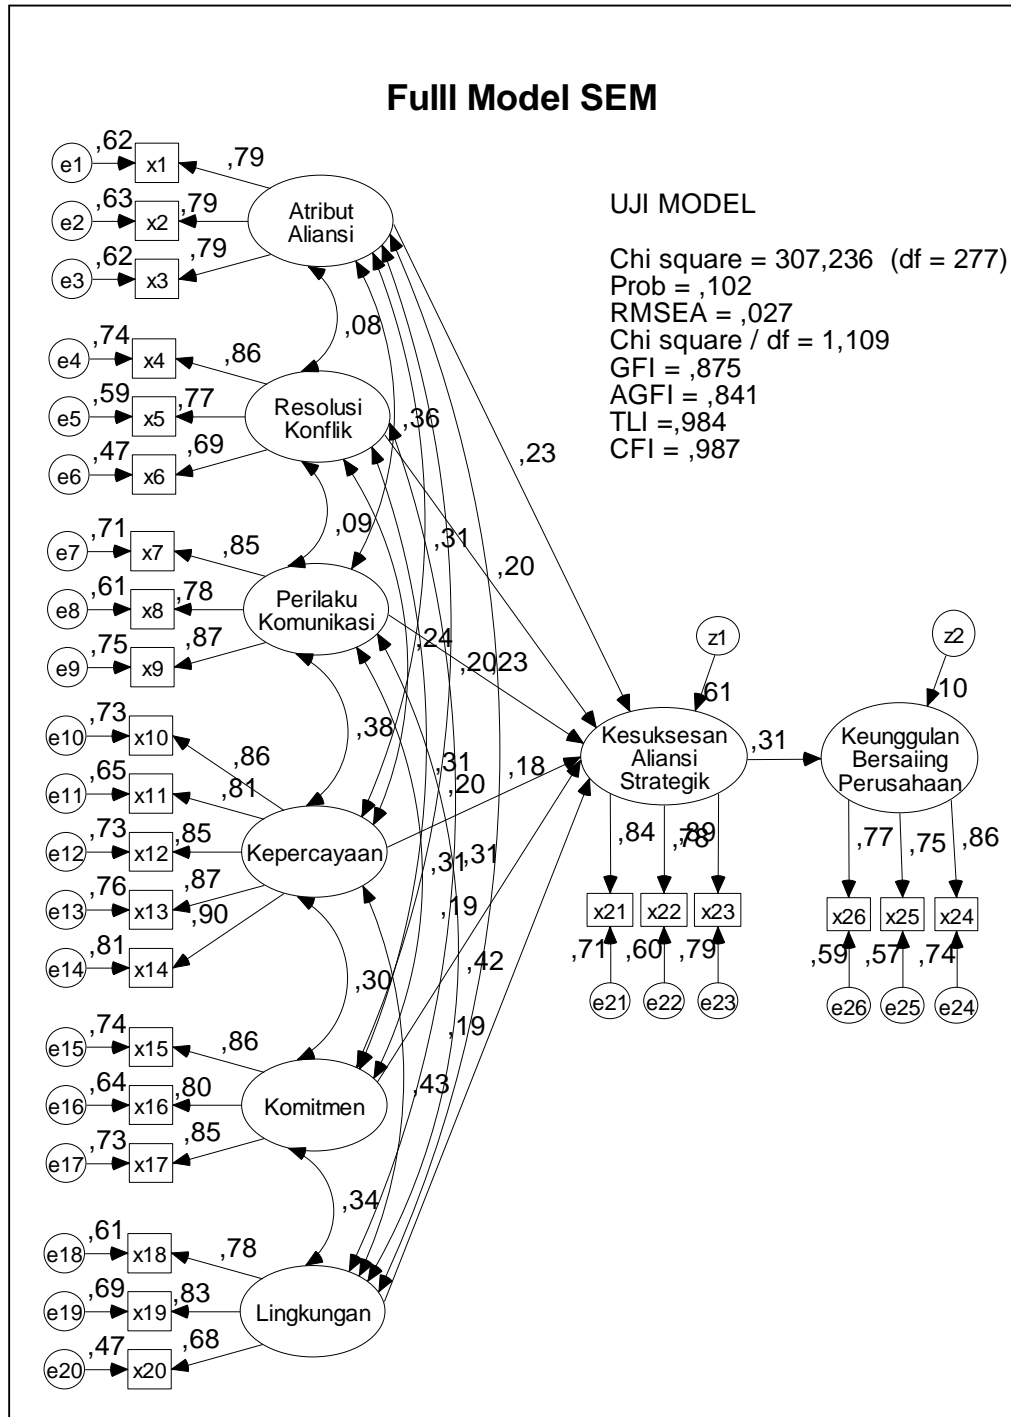 Fulll Model SEM
UJI MODEL
Chi square = 307,236 (df = 277)
Prob = ,102
RMSEA = ,027
Chi square / df = 1,109
GFI = ,875
AGFI = ,841
TLI =,984
CFI = ,987
e1 ,62 x1 ,79
e2 ,63 x2 ,79
e3 ,62 x3 ,79
Atribut
Aliansi
,08
e4 ,74 x4 ,86
e5 ,59 x5 ,77
e6 ,47 x6 ,69
Resolusi
Konflik
,36
,23
,09
,31
,20
e7 ,71 x7 ,85
e8 ,61 x8 ,78
e9 ,75 x9 ,87
Perilaku
Komunikasi
,24
,20
,23
,38
,31
,20
,18
e10 ,73 x10 ,86
e11 ,65 x11 ,81
e12 ,73 x12 ,85
e13 ,76 x13 ,87
e14 ,81 x14 ,90
Kepercayaan
,31
,31
,19
,30
,42
,19
e15 ,74 x15 ,86
e16 ,64 x16 ,80
e17 ,73 x17 ,85
Komitmen
,43
,34
e18 ,61 x18 ,78
e19 ,69 x19 ,83
e20 ,47 x20 ,68
Lingkungan
z1
,61
Kesuksesan
Aliansi
Strategik
,31
z2
,10
Keunggulan
Bersaiing
Perusahaan
,84 ,78 ,89
x21 x22 x23
,71 ,60 ,79
e21 e22 e23
,77 ,75 ,86
x26 x25 x24
,59 ,57 ,74
e26 e25 e24